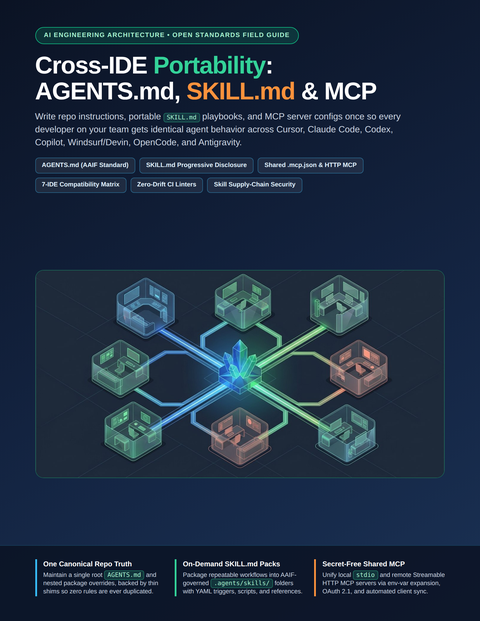 AI ENGINEERING ARCHITECTURE • OPEN STANDARDS FIELD GUIDE
Cross-IDE Portability:
AGENTS.md, SKILL.md & MCP
Write repo instructions, portable SKILL.md playbooks, and MCP server configs once so every
developer on your team gets identical agent behavior across Cursor, Claude Code, Codex,
Copilot, Windsurf/Devin, OpenCode, and Antigravity.
AGENTS.md (AAIF Standard)
SKILL.md Progressive Disclosure
Shared .mcp.json & HTTP MCP
7-IDE Compatibility Matrix
Zero-Drift CI Linters
Skill Supply-Chain Security
One Canonical Repo Truth
Maintain a single root AGENTS.md and
nested package overrides, backed by thin
shims so zero rules are ever duplicated.
On-Demand SKILL.md Packs
Package repeatable workflows into AAIF-
governed .agents/skills/ folders
with YAML triggers, scripts, and references.
Secret-Free Shared MCP
Unify local stdio and remote Streamable
HTTP MCP servers via env-var expansion,
OAuth 2.1, and automated client sync.